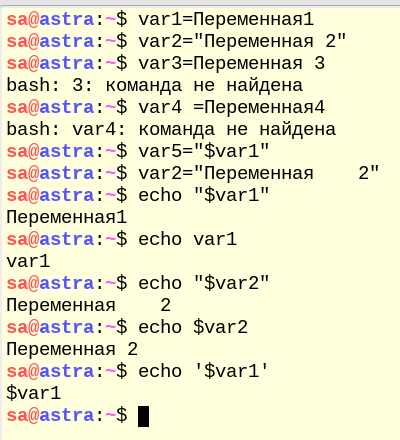 sa@astra:~$ var1=Переменная1
sa@astra:~$ var2="Переменная 2"
sa@astra:~$ var3=Переменная 3
bash: 3: команда не найдена
sa@astra:~$ var4 =Переменная4
bash: var4: команда не найдена
sa@astra:~$ var5="$var1"
sa@astra:~$ var2="Переменная    2"
sa@astra:~$ echo "$var1"
Переменная1
sa@astra:~$ echo var1
var1
sa@astra:~$ echo "$var2"
Переменная    2
sa@astra:~$ echo $var2
Переменная 2
sa@astra:~$ echo '$var1'
$var1
sa@astra:~$